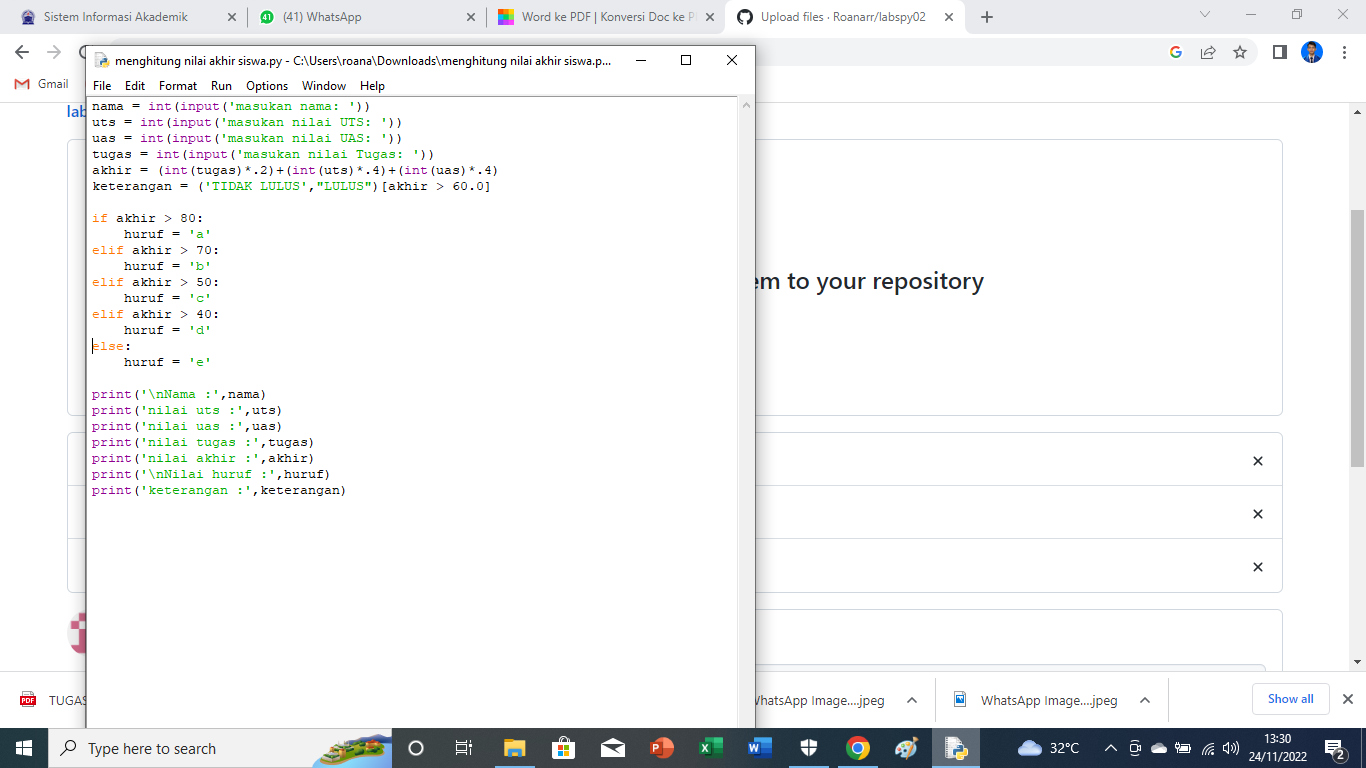 Sistem Informasi Akademik
(41) WhatsApp
Word ke PDF | Konversi Doc ke P
Upload files · Roanarr/labspy02
Gmail
menghitung nilai akhir siswa.py - C:\Users\roana\Downloads\menghitung nilai akhir siswa.p...
File Edit Format Run Options Window Help
lab
nama = int(input('masukan nama: '))
uts = int(input('masukan nilai UTS: '))
uas = int(input('masukan nilai UAS: '))
tugas = int(input('masukan nilai Tugas: '))
akhir = (int(tugas)*.2)+(int(uts)*.4)+(int(uas)*.4)
keterangan = ('TIDAK LULUS',"LULUS")[akhir > 60.0]
if akhir > 80:
    huruf = 'a'
elif akhir > 70:
    huruf = 'b'
elif akhir > 50:
    huruf = 'c'
elif akhir > 40:
    huruf = 'd'
else:
    huruf = 'e'
print('\nNama :',nama)
print('nilai uts :',uts)
print('nilai uas :',uas)
print('nilai tugas :',tugas)
print('nilai akhir :',akhir)
print('\nNilai huruf :',huruf)
print('keterangan :',keterangan)
em to your repository
PDF
TUGAS
WhatsApp Image....jpeg
WhatsApp Image....jpeg
Show all
Type here to search
32°C
13:30
24/11/2022
2